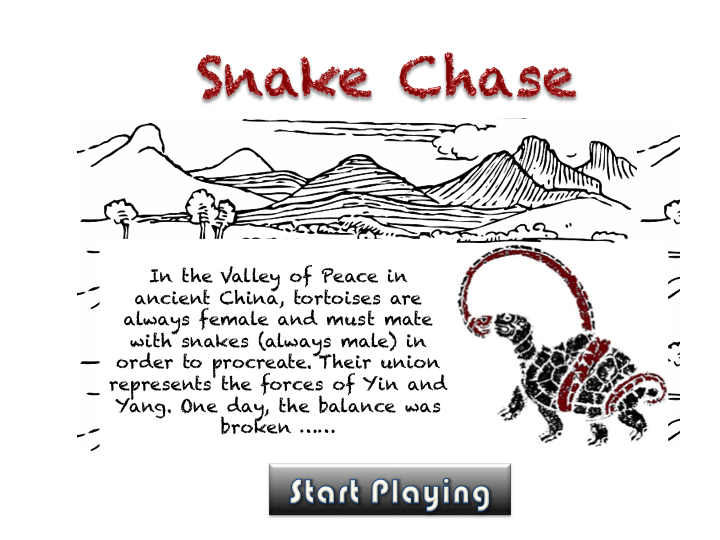 Snake Chase
In the Valley of Peace in
ancient China, tortoises are
always female and must mate
with snakes (always male) in
order to procreate. Their union
represents the forces of Yin and
Yang. One day, the balance was
broken ......
Start Playing